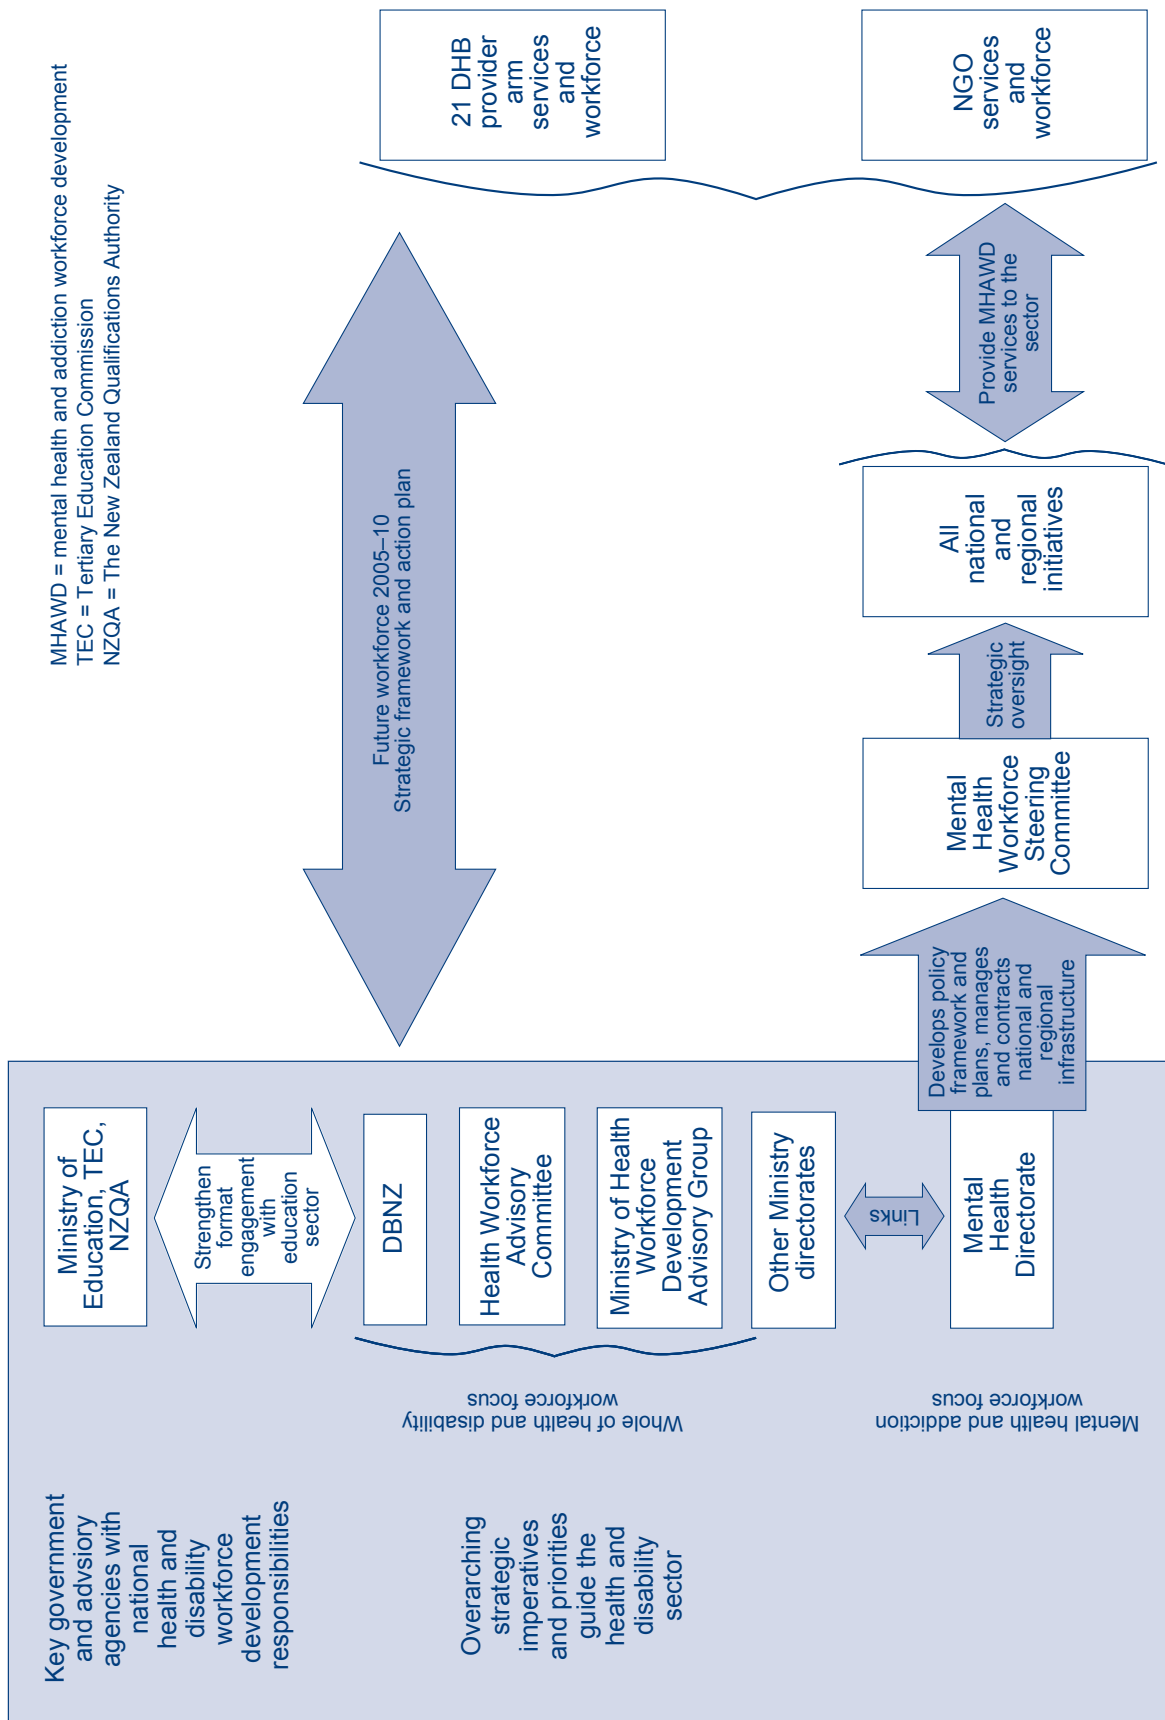 Key government
and advsiory
agencies with
national
health and
disability
workforce
development
responsibilities
Overarching
strategic
imperatives
and priorities
guide the
health and
disability
sector
Whole of health and disability
workforce focus
Mental health and addiction
workforce focus
Ministry of
Education, TEC,
NZQA
Strengthen
format
engagement
with
education
sector
DBNZ
Health Workforce
Advisory
Committee
Ministry of Health
Workforce
Development
Advisory Group
Other Ministry
directorates
Links
Mental
Health
Directorate
Develops policy
framework and
plans, manages
and contracts
national and
regional
infrastructure
Mental
Health
Workforce
Steering
Committee
Strategic
oversight
All
national
and
regional
initiatives
Provide MHAWD
services to the
sector
Future workforce 2005–10
Strategic framework and action plan
MHAWD = mental health and addiction workforce development
TEC = Tertiary Education Commission
NZQA = The New Zealand Qualifications Authority
21 DHB
provider
arm
services
and
workforce
NGO
services
and
workforce